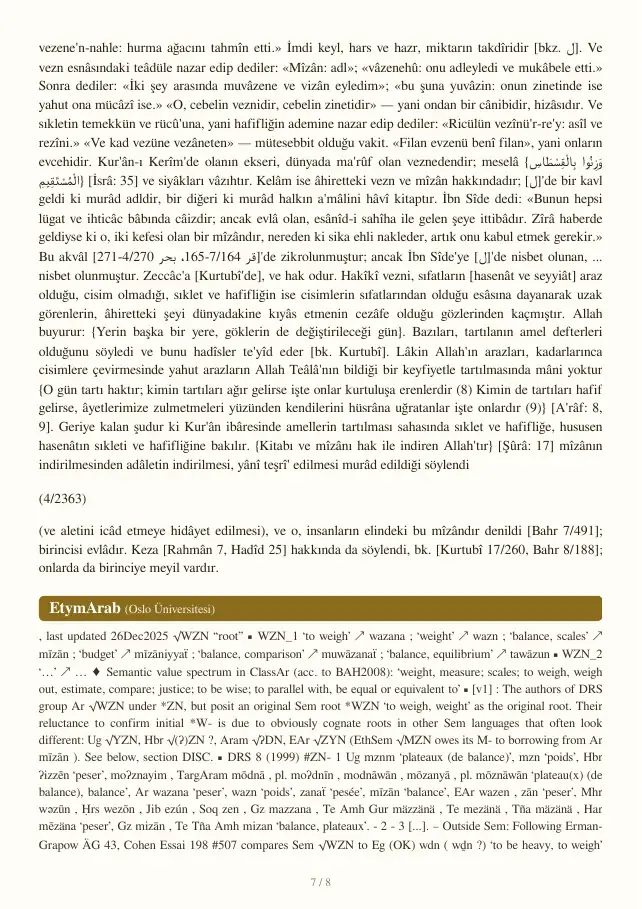 vezene'n-nahle: hurma ağacını tahmîn etti.» İmdi keyl, hars ve hazr, miktarın takdîridir [bkz. ل]. Ve
vezn esnâsındaki teâdüle nazar edip dediler: «Mîzân: adl»; «vâzenehû: onu adleyledi ve mukâbele etti.»
Sonra dediler: «İki şey arasında muvâzene ve vizân eyledim»; «bu şuna yuvâzin: onun zinetinde ise
yahut ona mücâzî ise.» «O, cebelin veznidir, cebelin zinetidir» — yani ondan bir cânibidir, hizâsıdır. Ve
sıkletin temekkün ve rücû'una, yani hafifliğin ademine nazar edip dediler: «Ricülün vezînü'r-re'y: asîl ve
rezîni.» «Ve kad vezüne vezâneten» — mütesebbit olduğu vakit. «Filan evzenü benî filan», yani onların
evcehidir. Kur'ân-ı Kerîm'de olanın ekseri, dünyada ma'rûf olan veznedendir; meselâ {وَزِنُوا بِالْقِسْطَاسِ
الْمُسْتَقِيمِ} [İsrâ: 35] ve siyâkları vâzıhtır. Kelâm ise âhiretteki vezn ve mîzân hakkındadır; [ل]'de bir kavl
geldi ki murâd adldir, bir diğeri ki murâd halkın a'mâlini hâvî kitaptır. İbn Sîde dedi: «Bunun hepsi
lügat ve ihticâc bâbında câizdir; ancak evlâ olan, esânîd-i sahîha ile gelen şeye ittibâdır. Zîrâ haberde
geldiyse ki o, iki kefesi olan bir mîzândır, nereden ki sika ehli nakleder, artık onu kabul etmek gerekir.»
Bu akvâl [قر 7/164-165، بحر 4/270-271]'de zikrolunmuştur; ancak İbn Sîde'ye [ل]'de nisbet olunan, ...
nisbet olunmuştur. Zeccâc'a [Kurtubî'de], ve hak odur. Hakîkî vezni, sıfatların [hasenât ve seyyiât] araz
olduğu, cisim olmadığı, sıklet ve hafifliğin ise cisimlerin sıfatlarından olduğu esâsına dayanarak uzak
görenlerin, âhiretteki şeyi dünyadakine kıyâs etmenin cezâfe olduğu gözlerinden kaçmıştır. Allah
buyurur: {Yerin başka bir yere, göklerin de değiştirileceği gün}. Bazıları, tartılanın amel defterleri
olduğunu söyledi ve bunu hadîsler te'yîd eder [bk. Kurtubî]. Lâkin Allah'ın arazları, kadarlarınca
cisimlere çevirmesinde yahut arazların Allah Teâlâ'nın bildiği bir keyfiyetle tartılmasında mâni yoktur
{O gün tartı haktır; kimin tartıları ağır gelirse işte onlar kurtuluşa erenlerdir (8) Kimin de tartıları hafif
gelirse, âyetlerimize zulmetmeleri yüzünden kendilerini hüsrâna uğratanlar işte onlardır (9)} [A'râf: 8,
9]. Geriye kalan şudur ki Kur'ân ibâresinde amellerin tartılması sahasında sıklet ve hafifliğe, hususen
hasenâtın sıkleti ve hafifliğine bakılır. {Kitabı ve mîzânı hak ile indiren Allah'tır} [Şûrâ: 17] mîzânın
indirilmesinden adâletin indirilmesi, yânî teşrî' edilmesi murâd edildiği söylendi
(4/2363)
(ve aletini icâd etmeye hidâyet edilmesi), ve o, insanların elindeki bu mîzândır denildi [Bahr 7/491];
birincisi evlâdır. Keza [Rahmân 7, Hadîd 25] hakkında da söylendi, bk. [Kurtubî 17/260, Bahr 8/188];
onlarda da birinciye meyil vardır.
EtymArab (Oslo Üniversitesi)
, last updated 26Dec2025 √WZN “root” ▪ WZN_1 ‘to weigh’ ↗ wazana ; ‘weight’ ↗ wazn ; ‘balance, scales’ ↗
mīzān ; ‘budget’ ↗ mīzāniyyaẗ ; ‘balance, comparison’ ↗ muwāzanaẗ ; ‘balance, equilibrium’ ↗ tawāzun ▪ WZN_2
‘…’ ↗ … ♦ Semantic value spectrum in ClassAr (acc. to BAH2008): ‘weight, measure; scales; to weigh, weigh
out, estimate, compare; justice; to be wise; to parallel with, be equal or equivalent to’ ▪ [v1] : The authors of DRS
group Ar √WZN under *ZN, but posit an original Sem root *WZN ‘to weigh, weight’ as the original root. Their
reluctance to confirm initial *W- is due to obviously cognate roots in other Sem languages that often look
different: Ug √YZN, Hbr √(ʔ)ZN ?, Aram √ʔDN, EAr √ZYN (EthSem √MZN owes its M- to borrowing from Ar
mīzān ). See below, section DISC. ▪ DRS 8 (1999) #ZN- 1 Ug mznm ‘plateaux (de balance)’, mzn ‘poids’, Hbr
ʔizzēn ‘peser’, moʔznayim , TargAram mōdnā , pl. moʔdnīn , modnāwān , mōzanyā , pl. mōznāwān ‘plateau(x) (de
balance), balance’, Ar wazana ‘peser’, wazn ‘poids’, zanaẗ ‘pesée’, mīzān ‘balance’, EAr wazen , zān ‘peser’, Mhr
wəzūn , Ḥrs wezōn , Jib ezún , Soq zen , Gz mazzana , Te Amh Gur mäzzänä , Te mezänä , Tña mäzänä , Har
mēzäna ‘peser’, Gz mizān , Te Tña Amh mizan ‘balance, plateaux’. - 2 - 3 [...]. – Outside Sem: Following Erman-
Grapow ÄG 43, Cohen Essai 198 #507 compares Sem √WZN to Eg (OK) wdn ( wḏn ?) ‘to be heavy, to weigh’
7 / 8